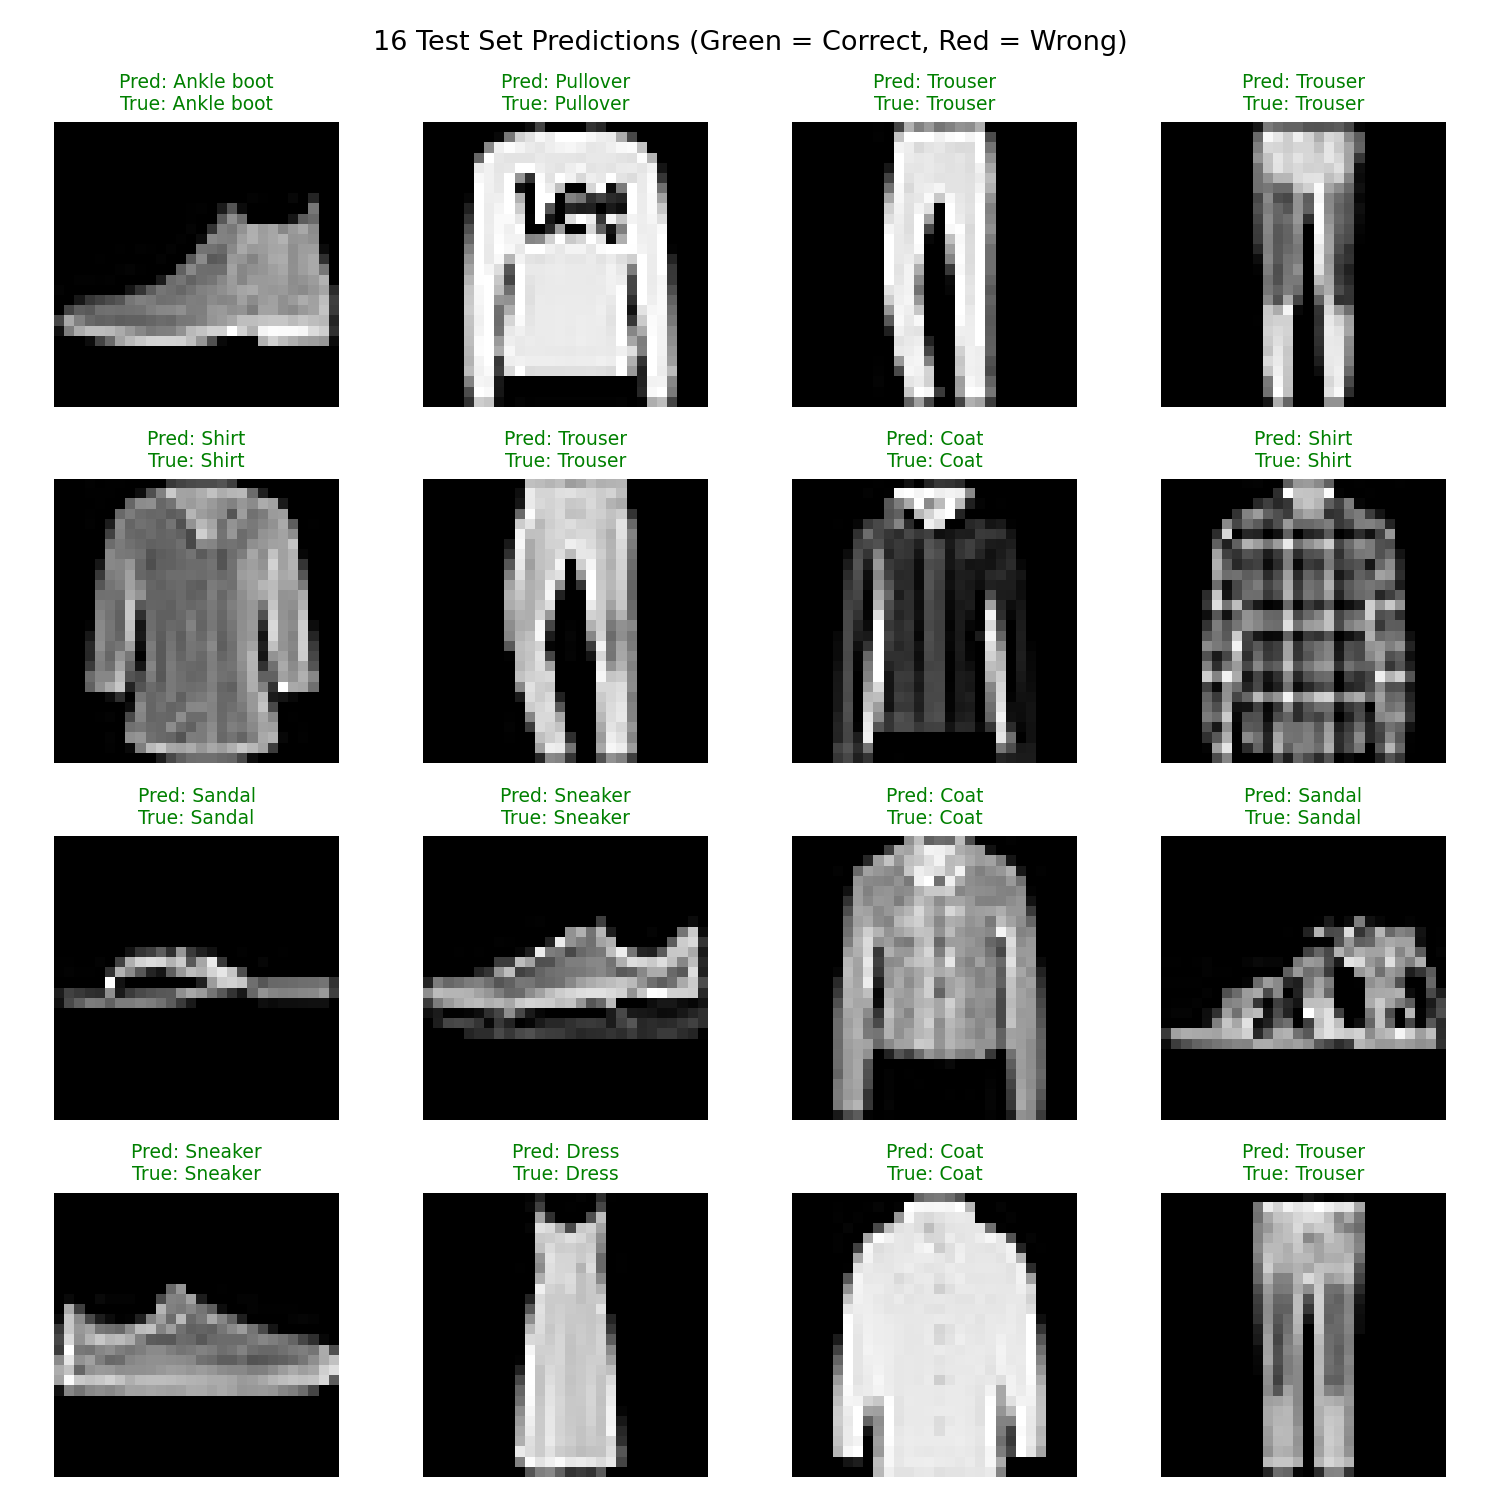 16 Test Set Predictions (Green = Correct, Red = Wrong)
Pred: Ankle boot
True: Ankle boot
Pred: Pullover
True: Pullover
Pred: Trouser
True: Trouser
Pred: Trouser
True: Trouser
Pred: Shirt
True: Shirt
Pred: Trouser
True: Trouser
Pred: Coat
True: Coat
Pred: Shirt
True: Shirt
Pred: Sandal
True: Sandal
Pred: Sneaker
True: Sneaker
Pred: Coat
True: Coat
Pred: Sandal
True: Sandal
Pred: Sneaker
True: Sneaker
Pred: Dress
True: Dress
Pred: Coat
True: Coat
Pred: Trouser
True: Trouser